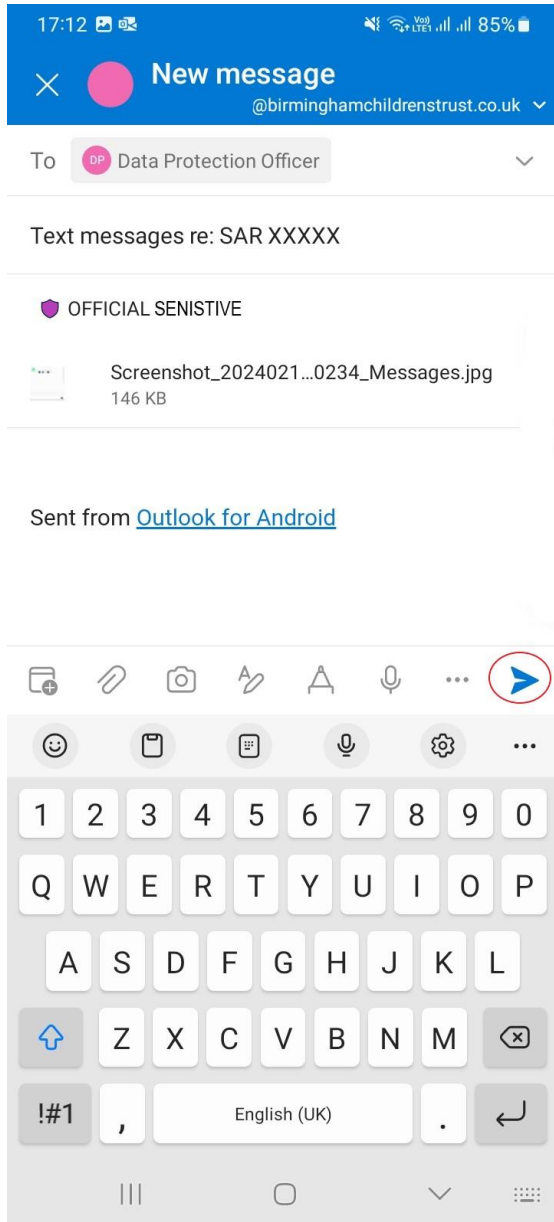 17:12 Vo)) LTE1 85%
New message
@birminghamchildrenstrust.co.uk
To DP Data Protection Officer
Text messages re: SAR XXXXX
OFFICIAL SENISTIVE
Screenshot_2024021...0234_Messages.jpg
146 KB
Sent from Outlook for Android
1 2 3 4 5 6 7 8 9 0
Q W E R T Y U I O P
A S D F G H J K L
Z X C V B N M
!#1 , English (UK) .